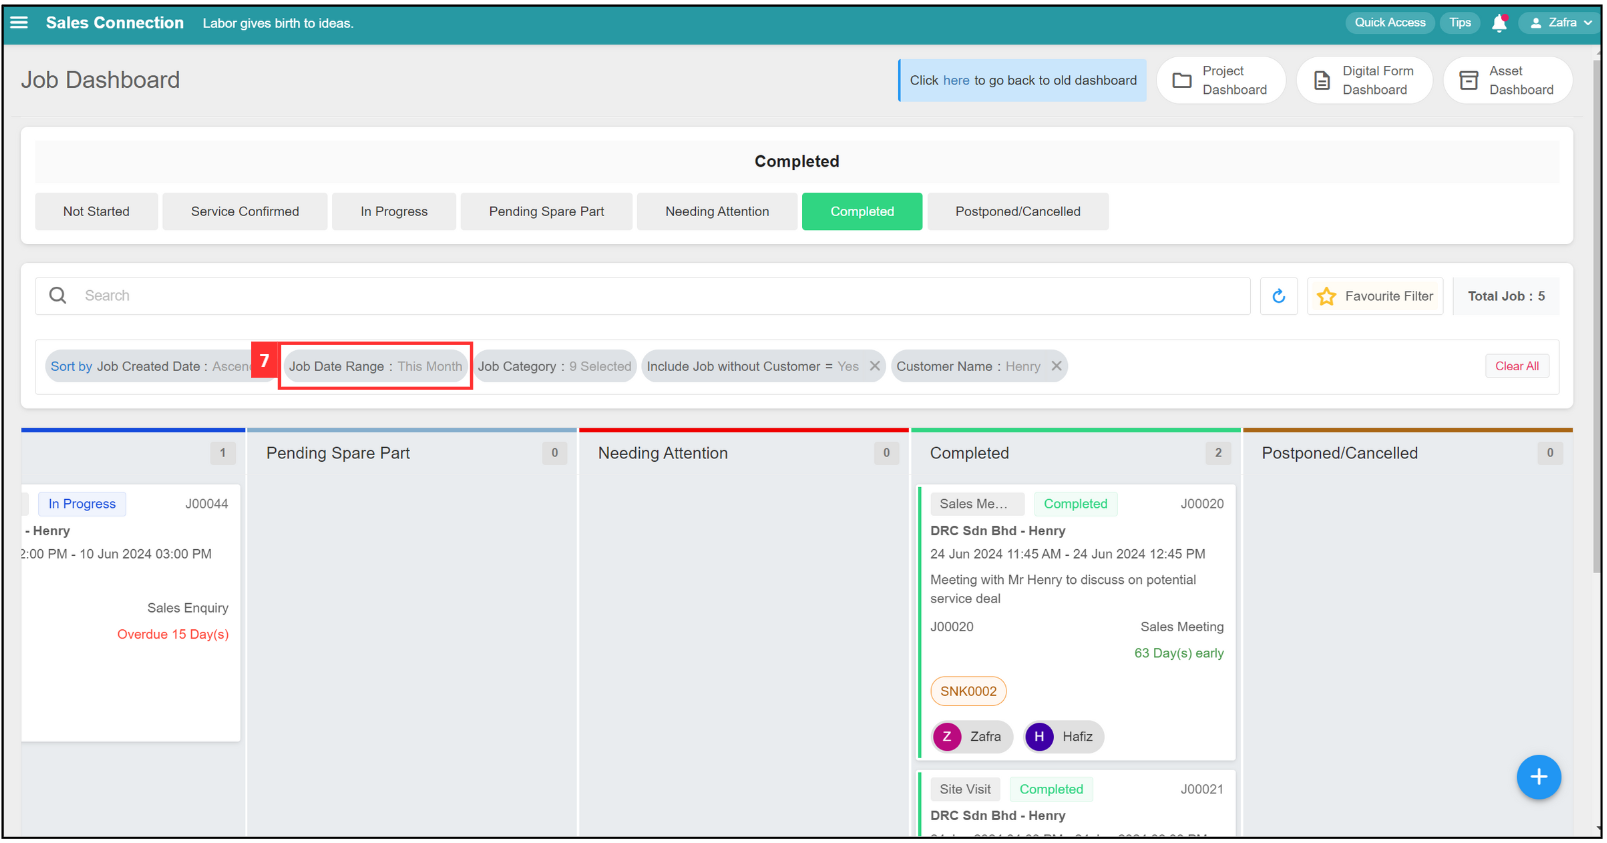 Sales Connection
Labor gives birth to ideas.
Quick Access
Tips
Zafra
Job Dashboard
Click here to go back to old dashboard
Project
Dashboard
Digital Form
Dashboard
Asset
Dashboard
Completed
Not Started
Service Confirmed
In Progress
Pending Spare Part
Needing Attention
Completed
Postponed/Cancelled
Search
Favourite Filter
Total Job : 5
Sort by Job Created Date : Ascen
7
Job Date Range : This Month
Job Category : 9 Selected
Include Job without Customer = Yes
Customer Name : Henry
Clear All
1
Pending Spare Part
0
Needing Attention
0
Completed
2
Postponed/Cancelled
0
In Progress
J00044
- Henry
2:00 PM - 10 Jun 2024 03:00 PM
Sales Enquiry
Overdue 15 Day(s)
Sales Me...
Completed
J00020
DRC Sdn Bhd - Henry
24 Jun 2024 11:45 AM - 24 Jun 2024 12:45 PM
Meeting with Mr Henry to discuss on potential
service deal
J00020
Sales Meeting
63 Day(s) early
SNK0002
Z
Zafra
H
Hafiz
Site Visit
Completed
J00021
DRC Sdn Bhd - Henry